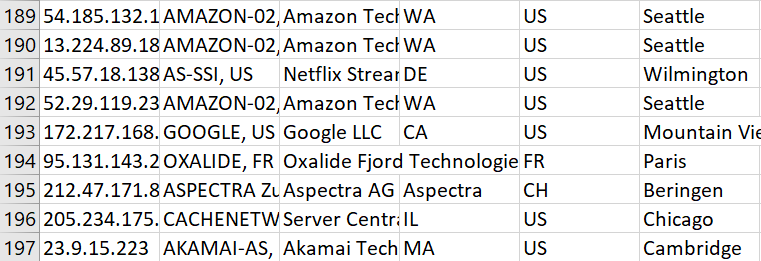 189 54.185.132.1 AMAZON-02, Amazon Tech WA US Seattle
190 13.224.89.18 AMAZON-02, Amazon Tech WA US Seattle
191 45.57.18.138 AS-SSI, US Netflix Strear DE US Wilmington
192 52.29.119.23 AMAZON-02, Amazon Tech WA US Seattle
193 172.217.168. GOOGLE, US Google LLC CA US Mountain Vie
194 95.131.143.2 OXALIDE, FR Oxalide Fjord Technologie FR Paris
195 212.47.171.8 ASPECTRA Zu Aspectra AG Aspectra CH Beringen
196 205.234.175. CACHENETW Server Centra IL US Chicago
197 23.9.15.223 AKAMAI-AS, Akamai Tech MA US Cambridge